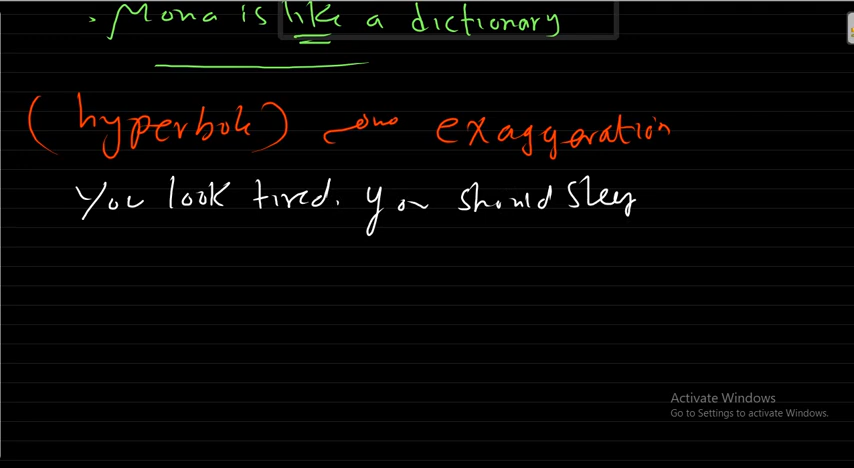 . Mona is like a dictionary
(hyperbole) exaggeration
You look tired. you should sleep
Activate Windows
Go to Settings to activate Windows.